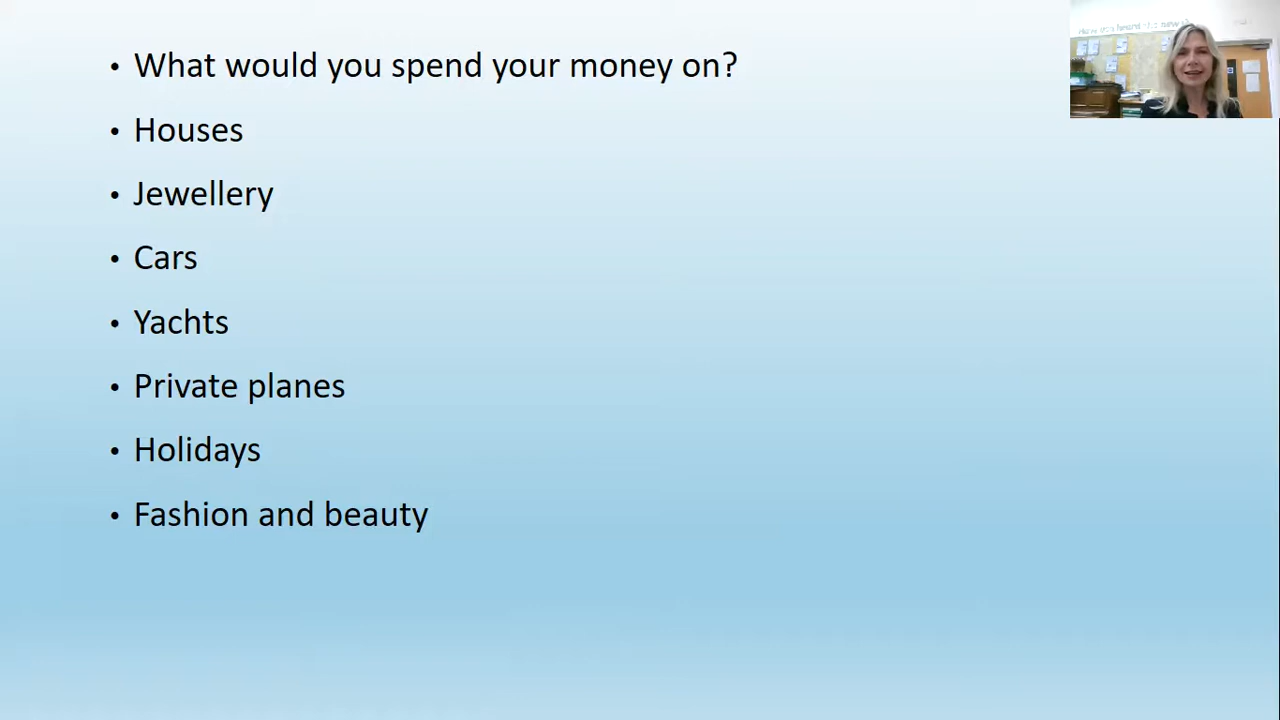 • What would you spend your money on?
• Houses
• Jewellery
• Cars
• Yachts
• Private planes
• Holidays
• Fashion and beauty